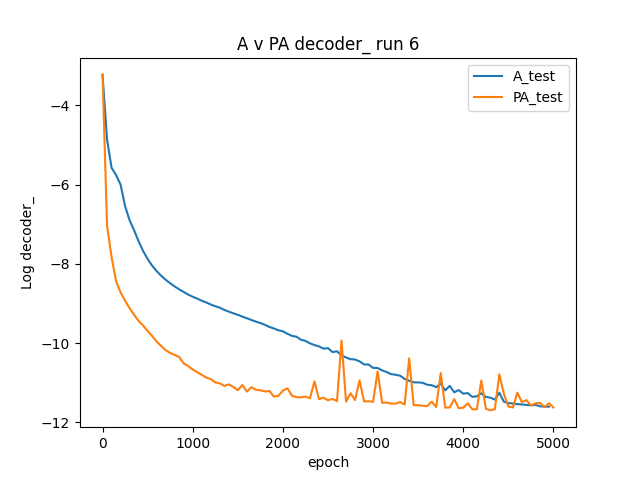 A v PA decoder_ run 6
A_test
PA_test
Log decoder_
−4
−6
−8
−10
−12
0
1000
2000
3000
4000
5000
epoch